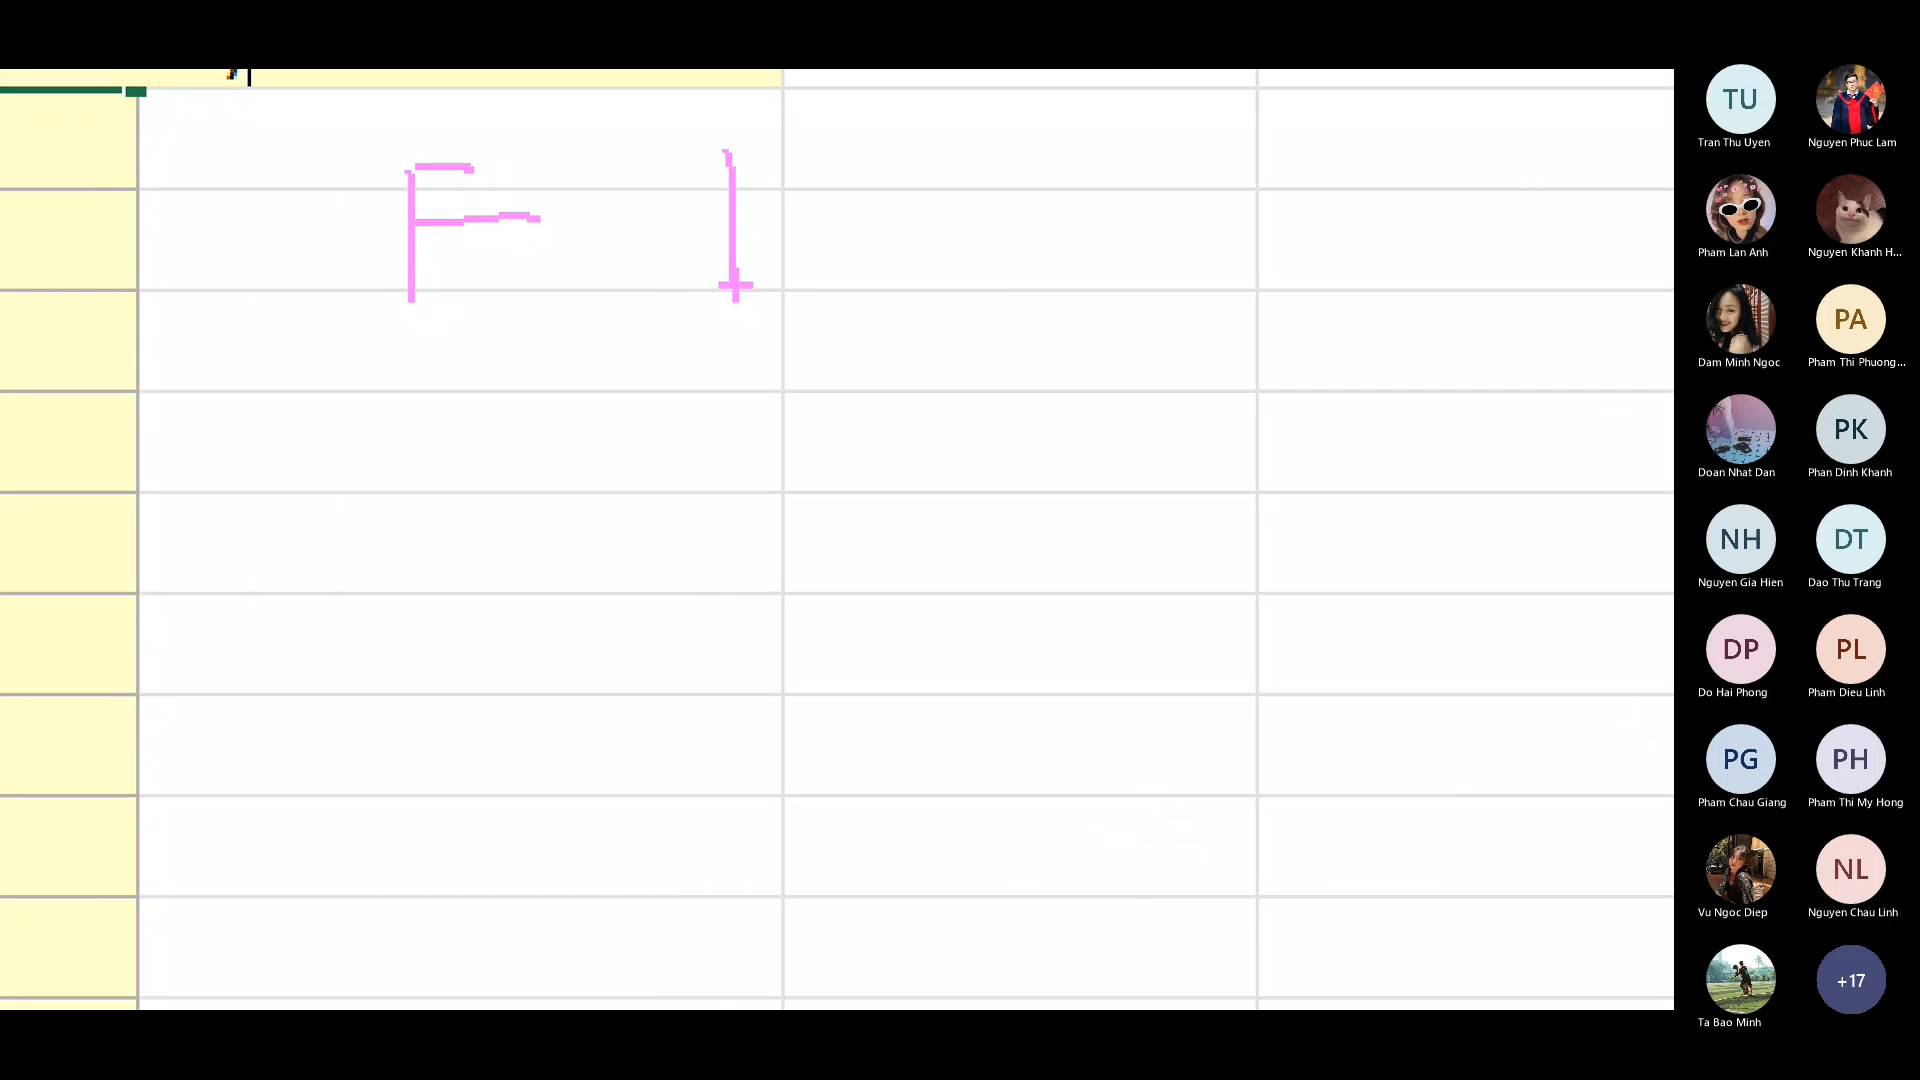 F 1
TU
Tran Thu Uyen
Nguyen Phuc Lam
Pham Lan Anh
Nguyen Khanh H...
PA
Dam Minh Ngoc
Pham Thi Phuong...
PK
Doan Nhat Dan
Phan Dinh Khanh
NH
DT
Nguyen Gia Hien
Dao Thu Trang
DP
PL
Do Hai Phong
Pham Dieu Linh
PG
PH
Pham Chau Giang
Pham Thi My Hong
NL
Vu Ngoc Diep
Nguyen Chau Linh
+17
Ta Bao Minh